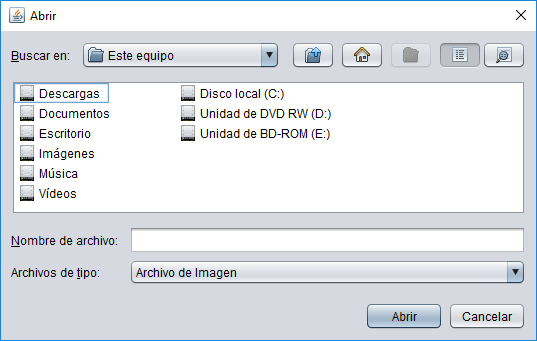 Abrir
Buscar en: Este equipo
Descargas
Documentos
Escritorio
Imágenes
Música
Vídeos
Disco local (C:)
Unidad de DVD RW (D:)
Unidad de BD-ROM (E:)
Nombre de archivo:
Archivos de tipo: Archivo de Imagen
Abrir Cancelar